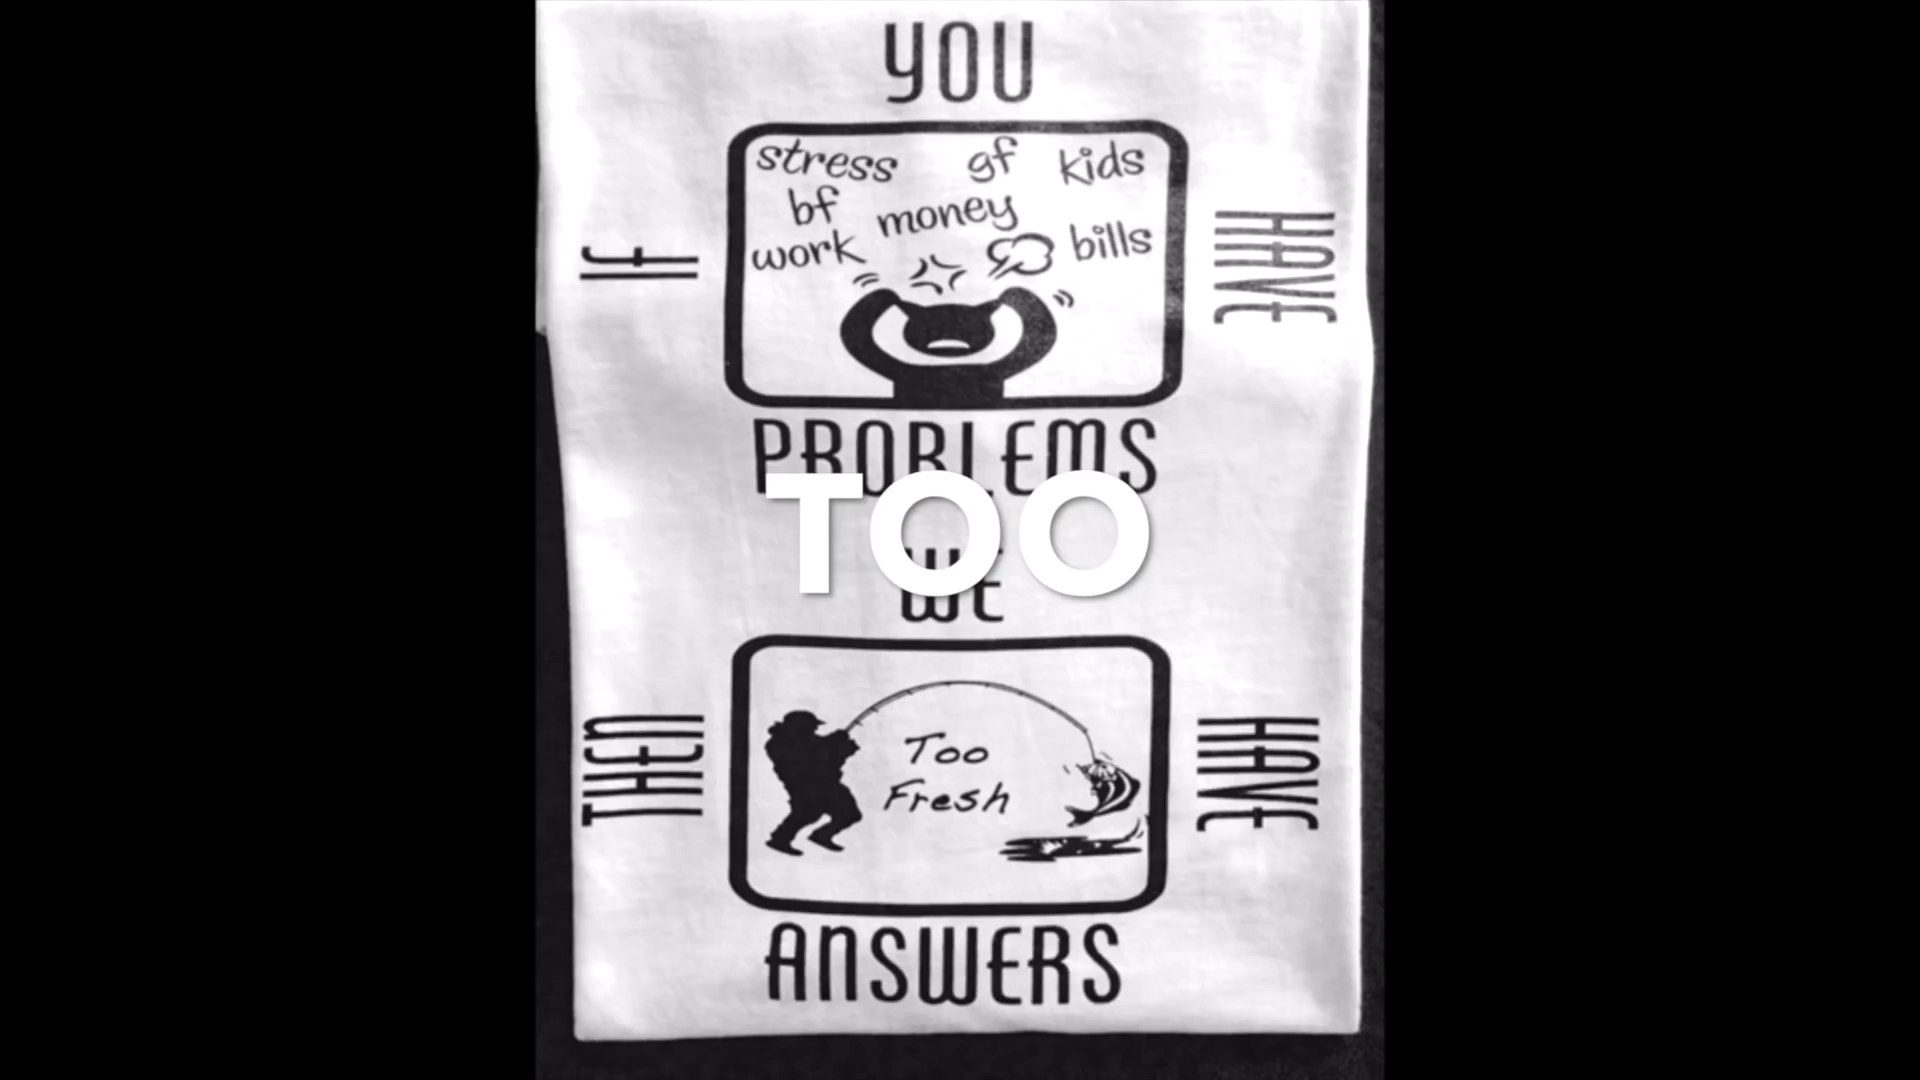 YOU
IF
stress gf kids
bf money
work bills
HAVE
PROBLEMS
TOO
WE
THEN
Too
Fresh
HAVE
ANSWERS